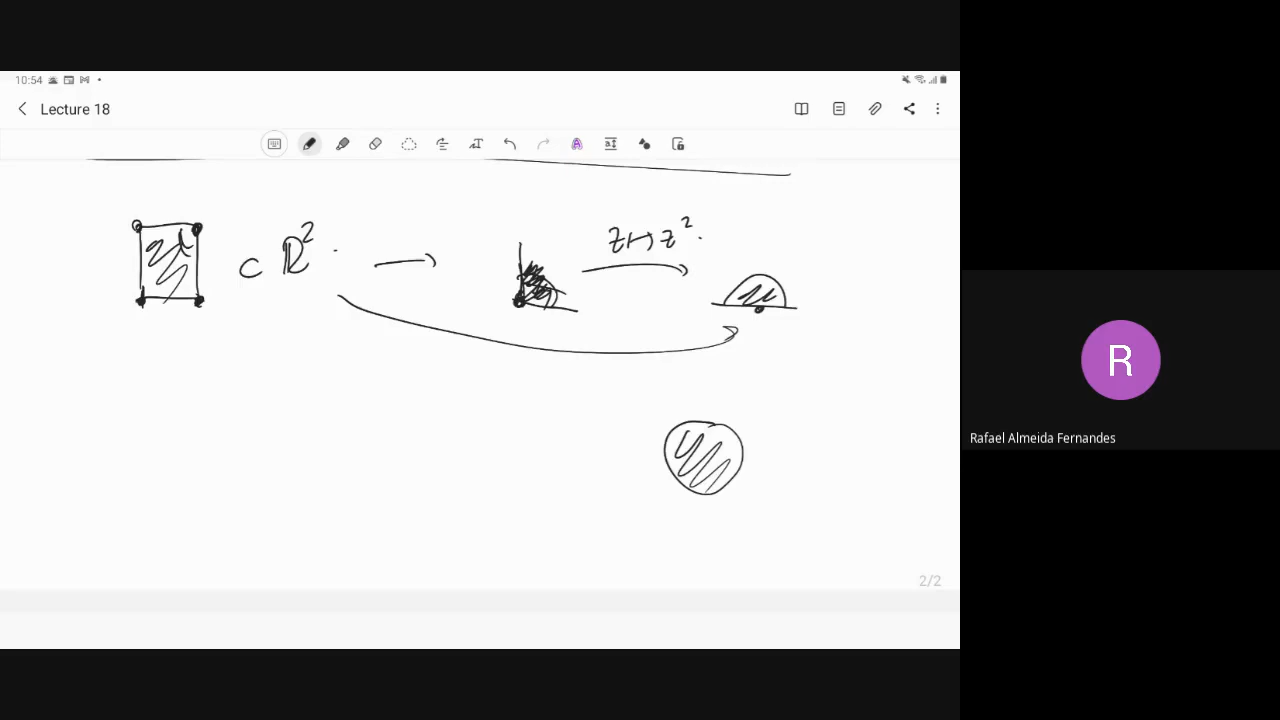 10:54
Lecture 18
⊂ ℝ² · → z ↦ z².
Rafael Almeida Fernandes
R
2/2